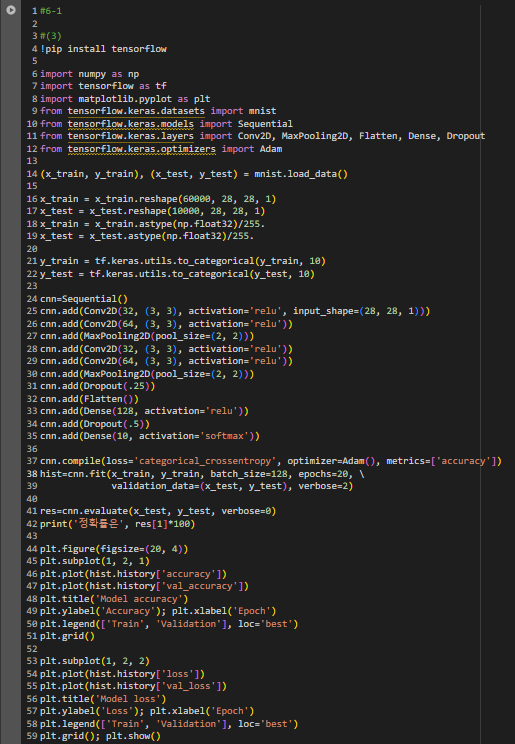 1 #6-1
2
3 #(3)
4 !pip install tensorflow
5
6 import numpy as np
7 import tensorflow as tf
8 import matplotlib.pyplot as plt
9 from tensorflow.keras.datasets import mnist
10 from tensorflow.keras.models import Sequential
11 from tensorflow.keras.layers import Conv2D, MaxPooling2D, Flatten, Dense, Dropout
12 from tensorflow.keras.optimizers import Adam
13
14 (x_train, y_train), (x_test, y_test) = mnist.load_data()
15
16 x_train = x_train.reshape(60000, 28, 28, 1)
17 x_test = x_test.reshape(10000, 28, 28, 1)
18 x_train = x_train.astype(np.float32)/255.
19 x_test = x_test.astype(np.float32)/255.
20
21 y_train = tf.keras.utils.to_categorical(y_train, 10)
22 y_test = tf.keras.utils.to_categorical(y_test, 10)
23
24 cnn=Sequential()
25 cnn.add(Conv2D(32, (3, 3), activation='relu', input_shape=(28, 28, 1)))
26 cnn.add(Conv2D(64, (3, 3), activation='relu'))
27 cnn.add(MaxPooling2D(pool_size=(2, 2)))
28 cnn.add(Conv2D(32, (3, 3), activation='relu'))
29 cnn.add(Conv2D(64, (3, 3), activation='relu'))
30 cnn.add(MaxPooling2D(pool_size=(2, 2)))
31 cnn.add(Dropout(.25))
32 cnn.add(Flatten())
33 cnn.add(Dense(128, activation='relu'))
34 cnn.add(Dropout(.5))
35 cnn.add(Dense(10, activation='softmax'))
36
37 cnn.compile(loss='categorical_crossentropy', optimizer=Adam(), metrics=['accuracy'])
38 hist=cnn.fit(x_train, y_train, batch_size=128, epochs=20, \
39 validation_data=(x_test, y_test), verbose=2)
40
41 res=cnn.evaluate(x_test, y_test, verbose=0)
42 print('정확률은', res[1]*100)
43
44 plt.figure(figsize=(20, 4))
45 plt.subplot(1, 2, 1)
46 plt.plot(hist.history['accuracy'])
47 plt.plot(hist.history['val_accuracy'])
48 plt.title('Model accuracy')
49 plt.ylabel('Accuracy'); plt.xlabel('Epoch')
50 plt.legend(['Train', 'Validation'], loc='best')
51 plt.grid()
52
53 plt.subplot(1, 2, 2)
54 plt.plot(hist.history['loss'])
55 plt.plot(hist.history['val_loss'])
56 plt.title('Model loss')
57 plt.ylabel('Loss'); plt.xlabel('Epoch')
58 plt.legend(['Train', 'Validation'], loc='best')
59 plt.grid(); plt.show()